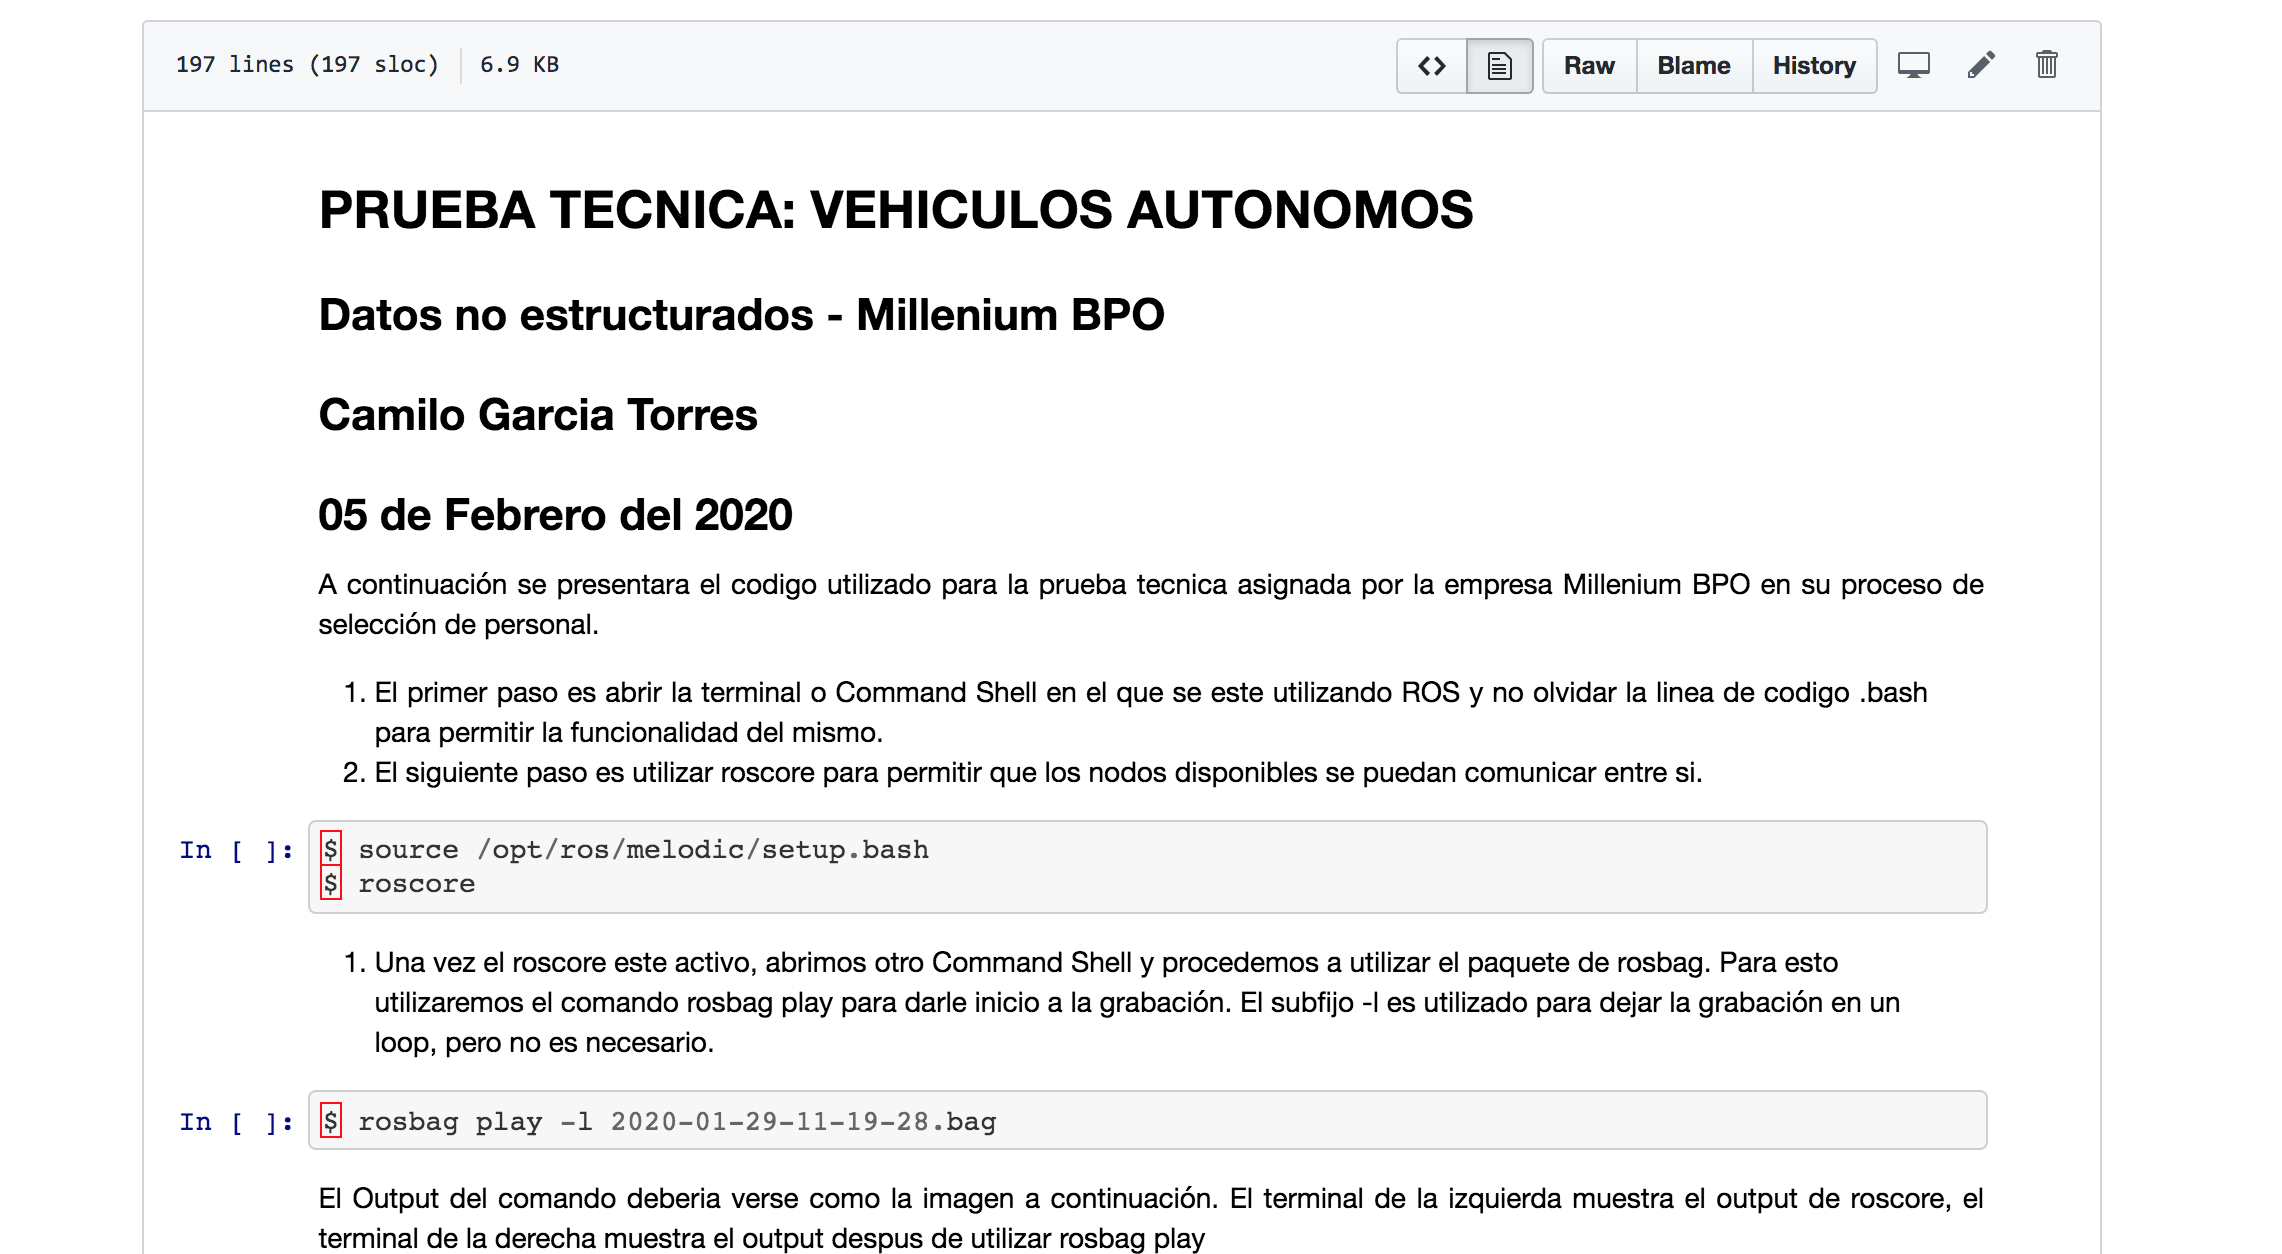 197 lines (197 sloc) 6.9 KB
Raw Blame History
PRUEBA TECNICA: VEHICULOS AUTONOMOS
Datos no estructurados - Millenium BPO
Camilo Garcia Torres
05 de Febrero del 2020
A continuación se presentara el codigo utilizado para la prueba tecnica asignada por la empresa Millenium BPO en su proceso de
selección de personal.
1. El primer paso es abrir la terminal o Command Shell en el que se este utilizando ROS y no olvidar la linea de codigo .bash
para permitir la funcionalidad del mismo.
2. El siguiente paso es utilizar roscore para permitir que los nodos disponibles se puedan comunicar entre si.
In [ ]: $ source /opt/ros/melodic/setup.bash
$ roscore
1. Una vez el roscore este activo, abrimos otro Command Shell y procedemos a utilizar el paquete de rosbag. Para esto
utilizaremos el comando rosbag play para darle inicio a la grabación. El subfijo -l es utilizado para dejar la grabación en un
loop, pero no es necesario.
In [ ]: $ rosbag play -l 2020-01-29-11-19-28.bag
El Output del comando deberia verse como la imagen a continuación. El terminal de la izquierda muestra el output de roscore, el
terminal de la derecha muestra el output despus de utilizar rosbag play